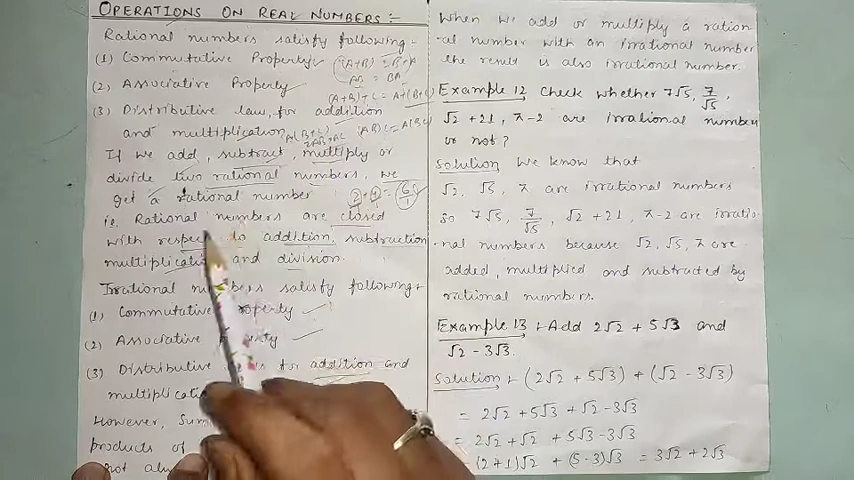 OPERATIONS ON REAL NUMBERS :-
Rational numbers satisfy following :-
(1) Commutative Property (A+B) = B+A
AB = BA
(2) Associative Property
(A+B)+C = A+(B+C)
(3) Distributive law, for addition
and multiplication A(B+C) (AB)C = A(BC)
If we add, subtract, multiply or
divide two rational numbers, we
get a rational number 2+4 = 6/1
i.e. Rational numbers are closed
with respect to addition, subtraction
and division.
Irrational satisfy following :-
(1) Commutative
(2) Associative
(3) Distributive for addition and
However,
products of
not
When we add or multiply a ration-
-al number with an irrational number
the result is also irrational number.
Example 12 Check whether 7√5, 7/√5,
√2 + 21, π-2 are irrational numbers
or not?
Solution We know that
√2, √5, π are irrational numbers
so 7√5, 7/√5, √2 + 21, π-2 are irratio-
-nal numbers because √2, √5, π are
added, multiplied and subtracted by
rational numbers.
Example 13 :- Add 2√2 + 5√3 and
√2 - 3√3.
Solution :- (2√2 + 5√3) + (√2 - 3√3)
= 2√2 + 5√3 + √2 - 3√3
= 2√2 + √2 + 5√3 - 3√3
(2+1)√2 + (5-3)√3 = 3√2 + 2√3